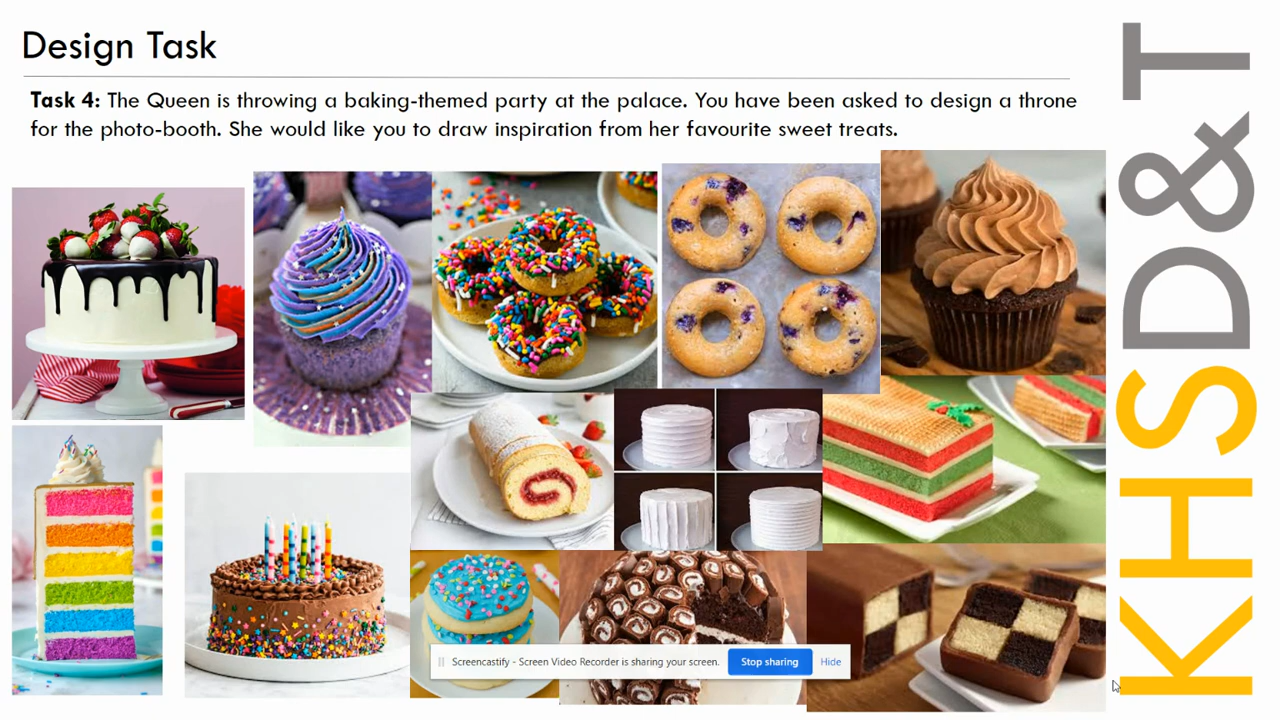 Design Task
Task 4: The Queen is throwing a baking-themed party at the palace. You have been asked to design a throne
for the photo-booth. She would like you to draw inspiration from her favourite sweet treats.
KHSD&T
Screencastify - Screen Video Recorder is sharing your screen. Stop sharing Hide